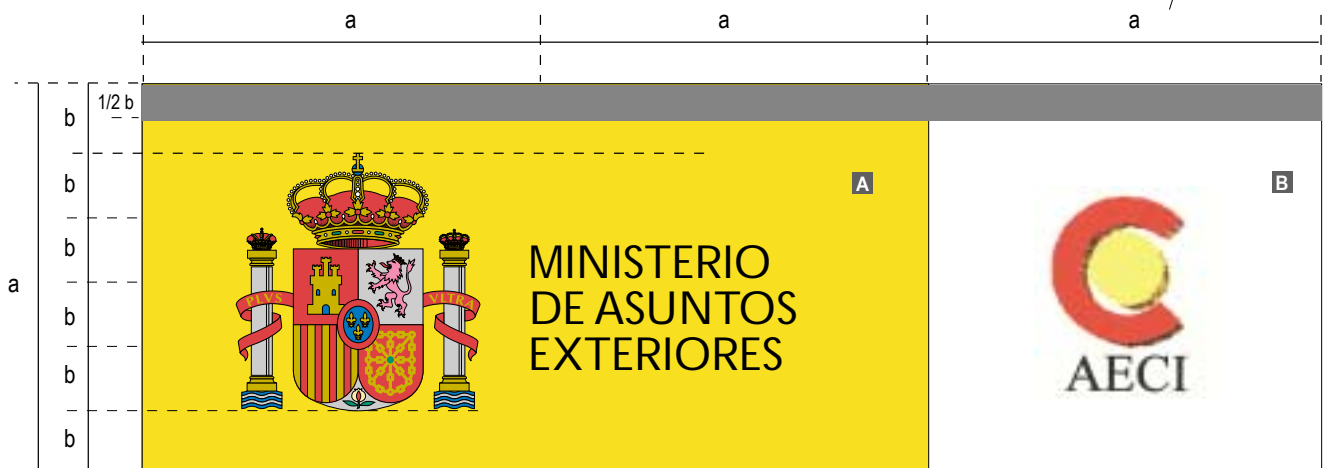 a a a
1/2 b
b
b
b
b
b
b
a
A
B
PLVS VLTRA
MINISTERIO
DE ASUNTOS
EXTERIORES
AECI